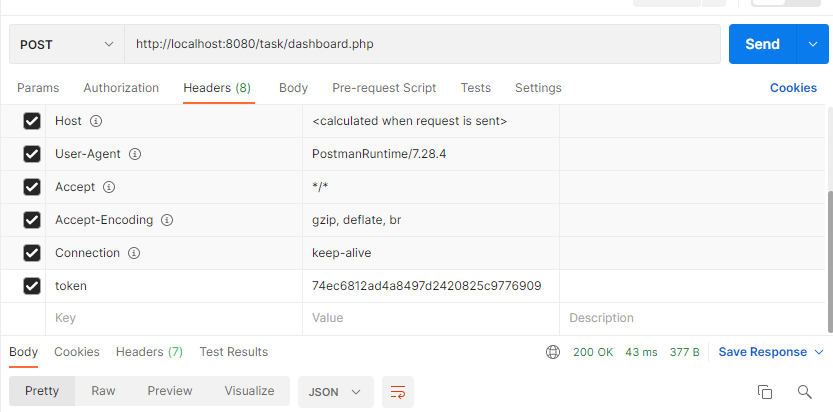 POST http://localhost:8080/task/dashboard.php Send
Params Authorization Headers (8) Body Pre-request Script Tests Settings Cookies
Host <calculated when request is sent>
User-Agent PostmanRuntime/7.28.4
Accept */*
Accept-Encoding gzip, deflate, br
Connection keep-alive
token 74ec6812ad4a8497d2420825c9776909
Key Value Description
Body Cookies Headers (7) Test Results 200 OK 43 ms 377 B Save Response
Pretty Raw Preview Visualize JSON